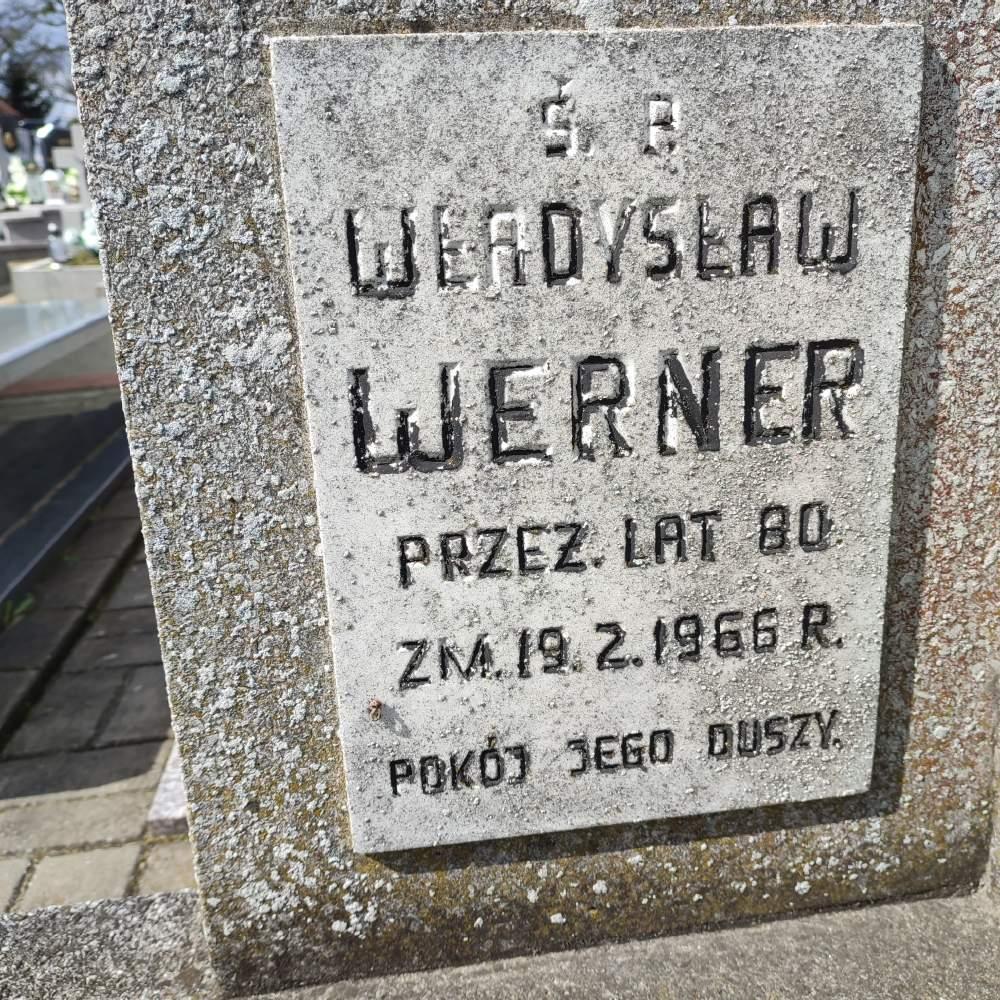 Ś. P.
WŁADYSŁAW
WERNER
PRZEŻ. LAT 80.
ZM. 19.2.1966 R.
POKÓJ JEGO DUSZY.